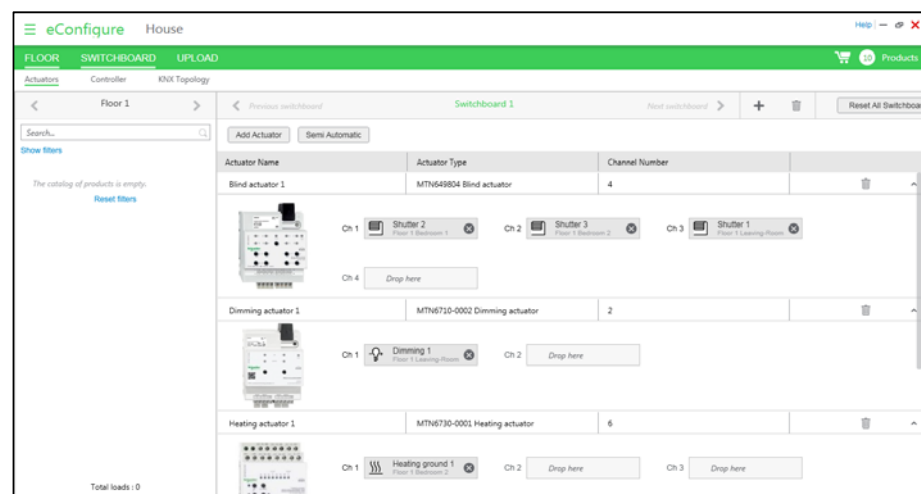 eConfigure House Help
FLOOR SWITCHBOARD UPLOAD 10 Products
Actuators Controller KNX Topology
Floor 1 Previous switchboard Switchboard 1 Next switchboard + Reset All Switchboar
Search... Add Actuator Semi Automatic
Show filters
Actuator Name Actuator Type Channel Number
The catalog of products is empty. Blind actuator 1 MTN649804 Blind actuator 4
Reset filters
Ch 1 Shutter 2 Ch 2 Shutter 3 Ch 3 Shutter 1
Floor 1 Bedroom 1 Floor 1 Bedroom 2 Floor 1 Leaving-Room
Ch 4 Drop here
Dimming actuator 1 MTN6710-0002 Dimming actuator 2
Ch 1 Dimming 1 Ch 2 Drop here
Floor 1 Leaving-Room
Heating actuator 1 MTN6730-0001 Heating actuator 6
Ch 1 Heating ground 1 Ch 2 Drop here Ch 3 Drop here
Floor 1 Bedroom 2
Total loads : 0